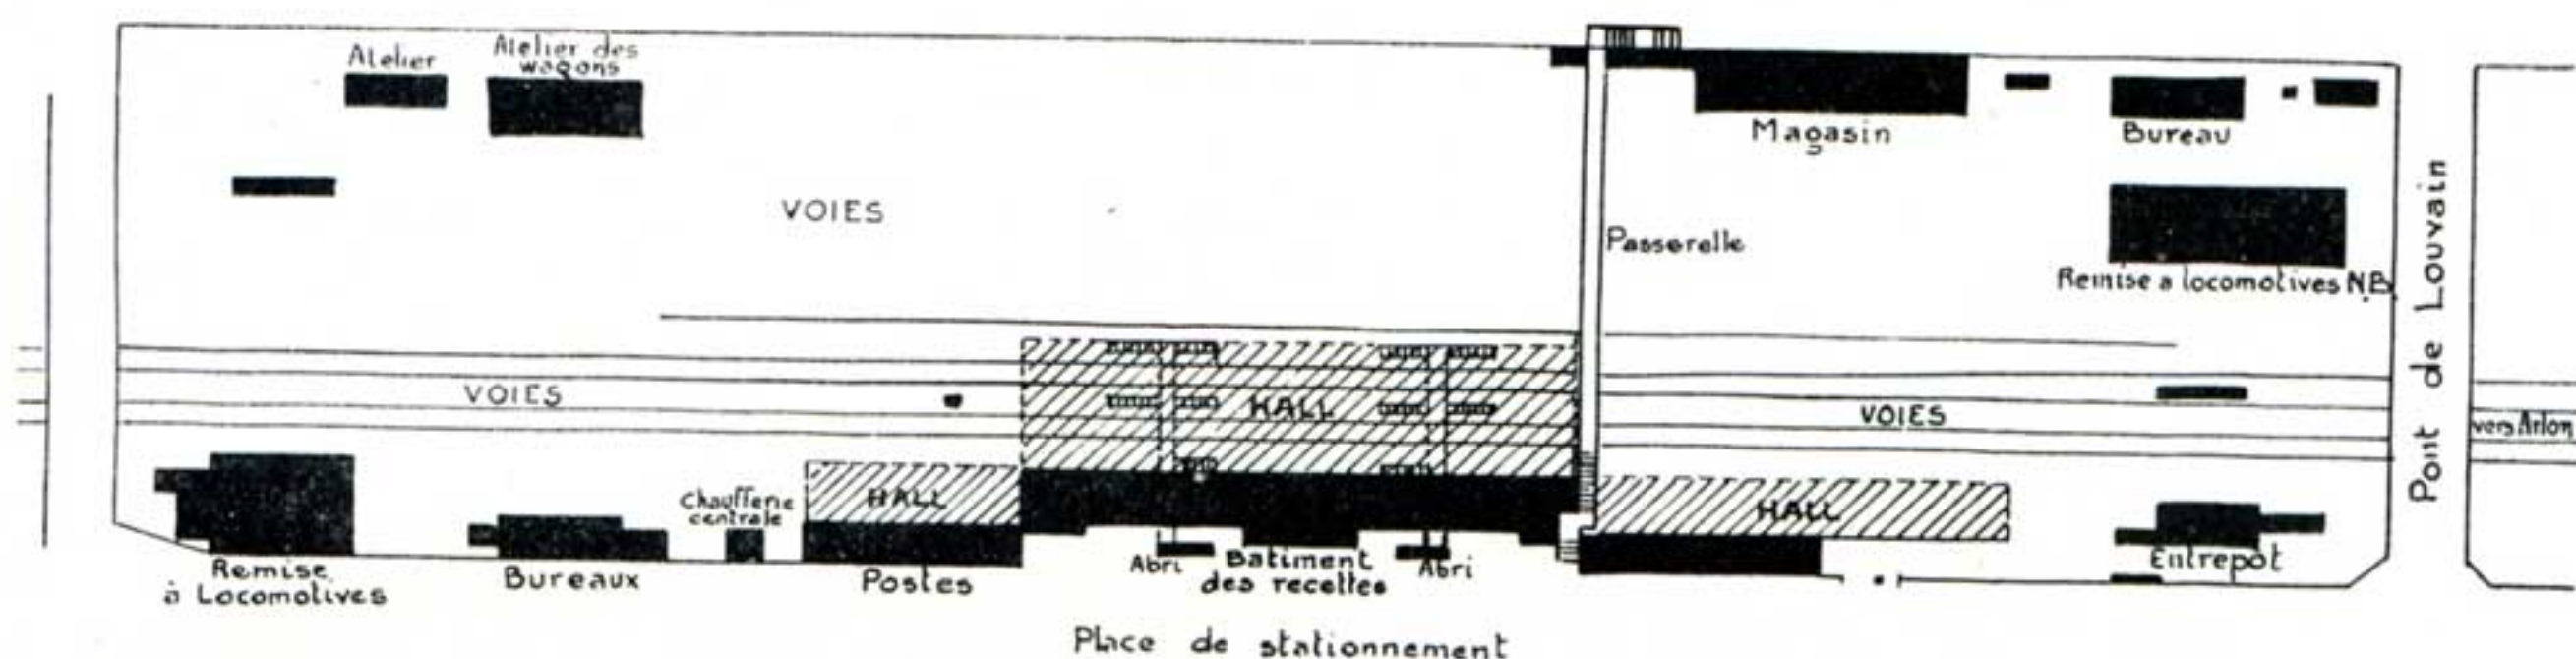 Atelier
Atelier des
wagons
Magasin
Bureau
VOIES
Passerelle
Remise a locomotives N.B.
Pont de Louvain
VOIES
HALL
VOIES
vers Arlon
Chaufferie
centrale
HALL
HALL
Remise
à Locomotives
Bureaux
Postes
Abri
Batiment
des recettes
Abri
Entrepot
Place de stationnement